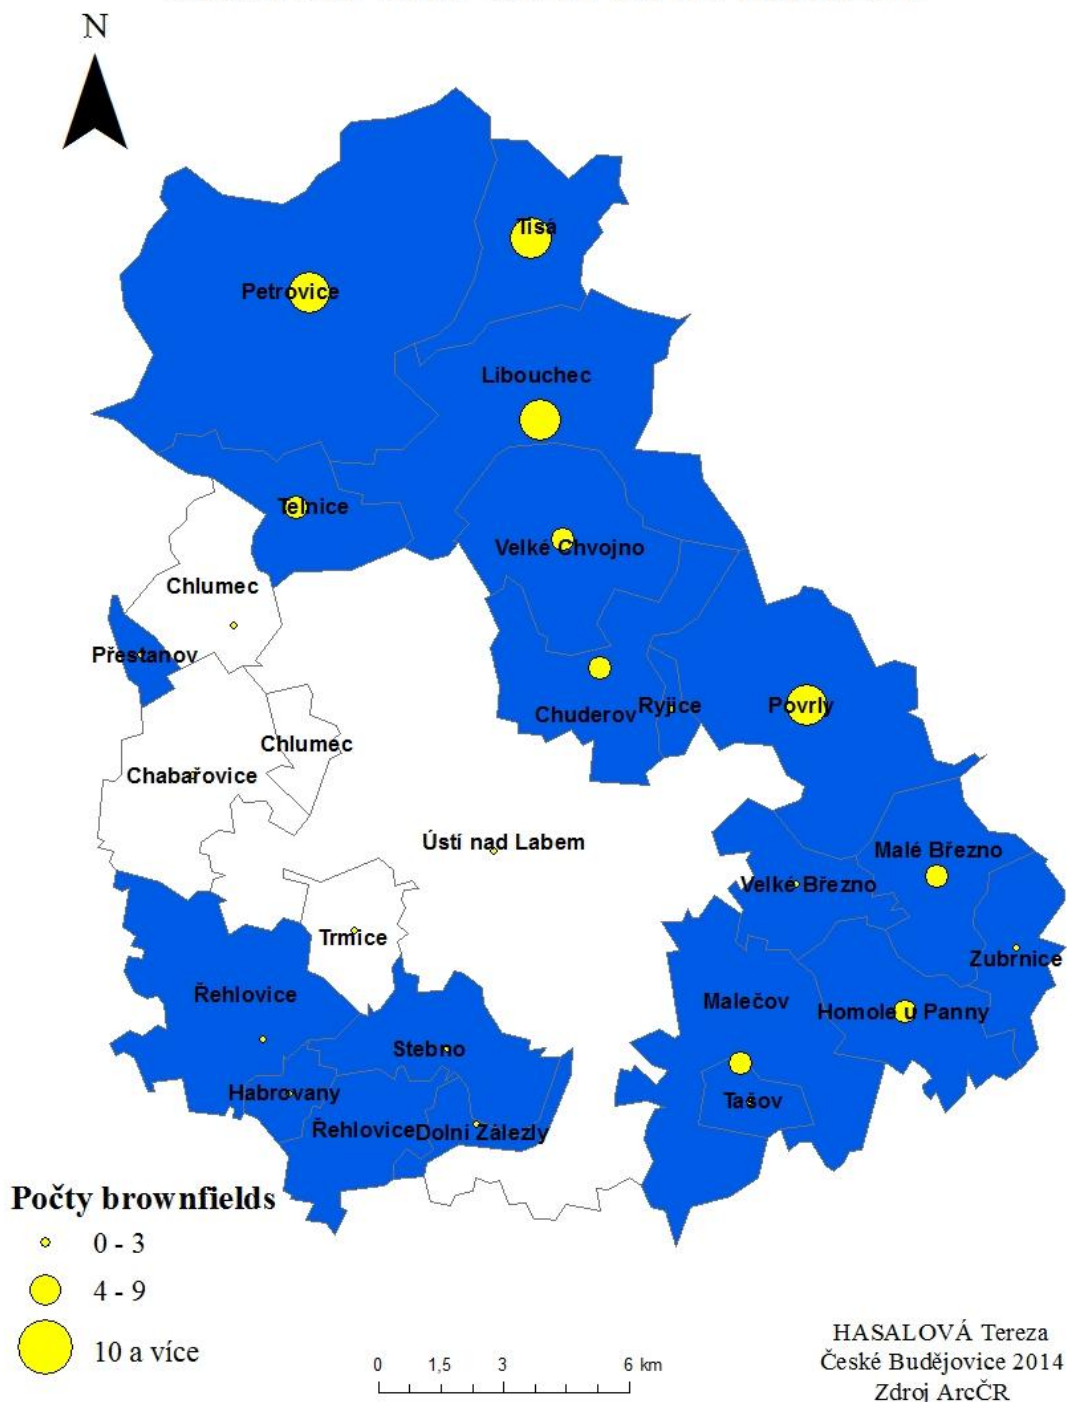 N
Tisá
Petrovice
Libouchec
Telnice
Velké Chvojno
Chlumec
Přestanov
Chuderov
Ryjice
Povrly
Chlumec
Chabařovice
Ústí nad Labem
Malé Březno
Velké Březno
Trmice
Zubrnice
Řehlovice
Malečov
Homole u Panny
Stebno
Habrovany
Tašov
Řehlovice
Dolní Zálezly
Počty brownfields
0 - 3
4 - 9
10 a více
0 1,5 3 6 km
HASALOVÁ Tereza
České Budějovice 2014
Zdroj ArcČR